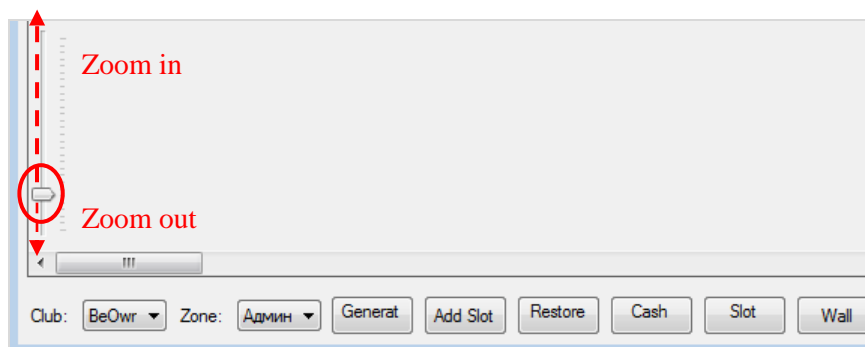 Zoom in
Zoom out
Club: BeOwr Zone: Админ Generat Add Slot Restore Cash Slot Wall